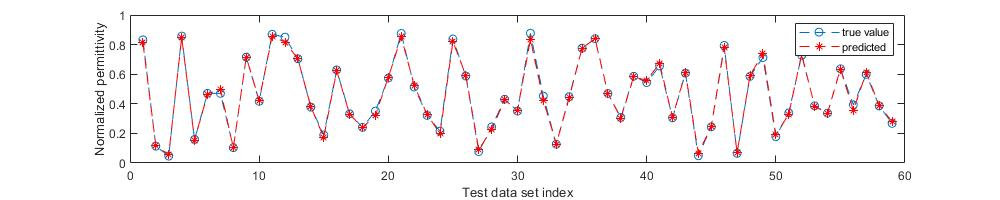 Normalized permittivity
1
0.8
0.6
0.4
0.2
0
0 10 20 30 40 50 60
Test data set index
true value
predicted